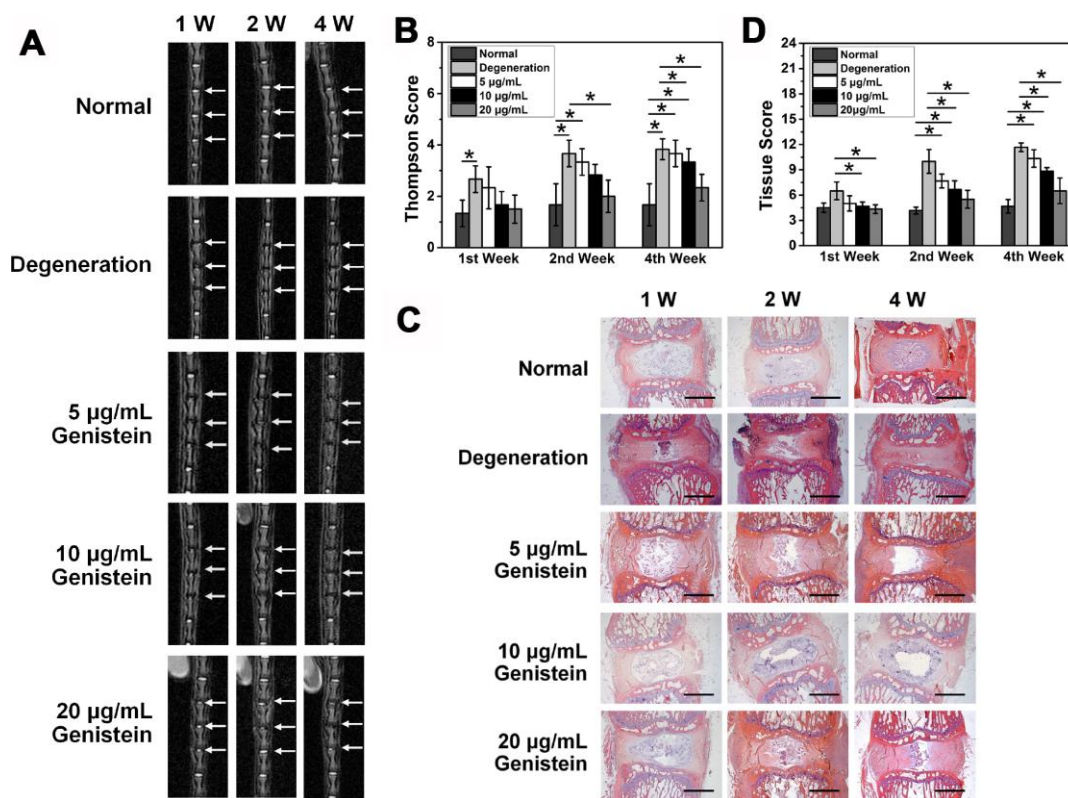 A
1 W 2 W 4 W
Normal
Degeneration
5 µg/mL
Genistein
10 µg/mL
Genistein
20 µg/mL
Genistein
B
Thompson Score
8
6
4
2
0
Normal
Degeneration
5 µg/mL
10 µg/mL
20 µg/mL
* * * * * * * *
1st Week 2nd Week 4th Week
D
Tissue Score
24
21
18
15
12
9
6
3
0
Normal
Degeneration
5 µg/mL
10 µg/mL
20µg/mL
* * * * * * * * * *
1st Week 2nd Week 4th Week
C
1 W 2 W 4 W
Normal
Degeneration
5 µg/mL
Genistein
10 µg/mL
Genistein
20 µg/mL
Genistein